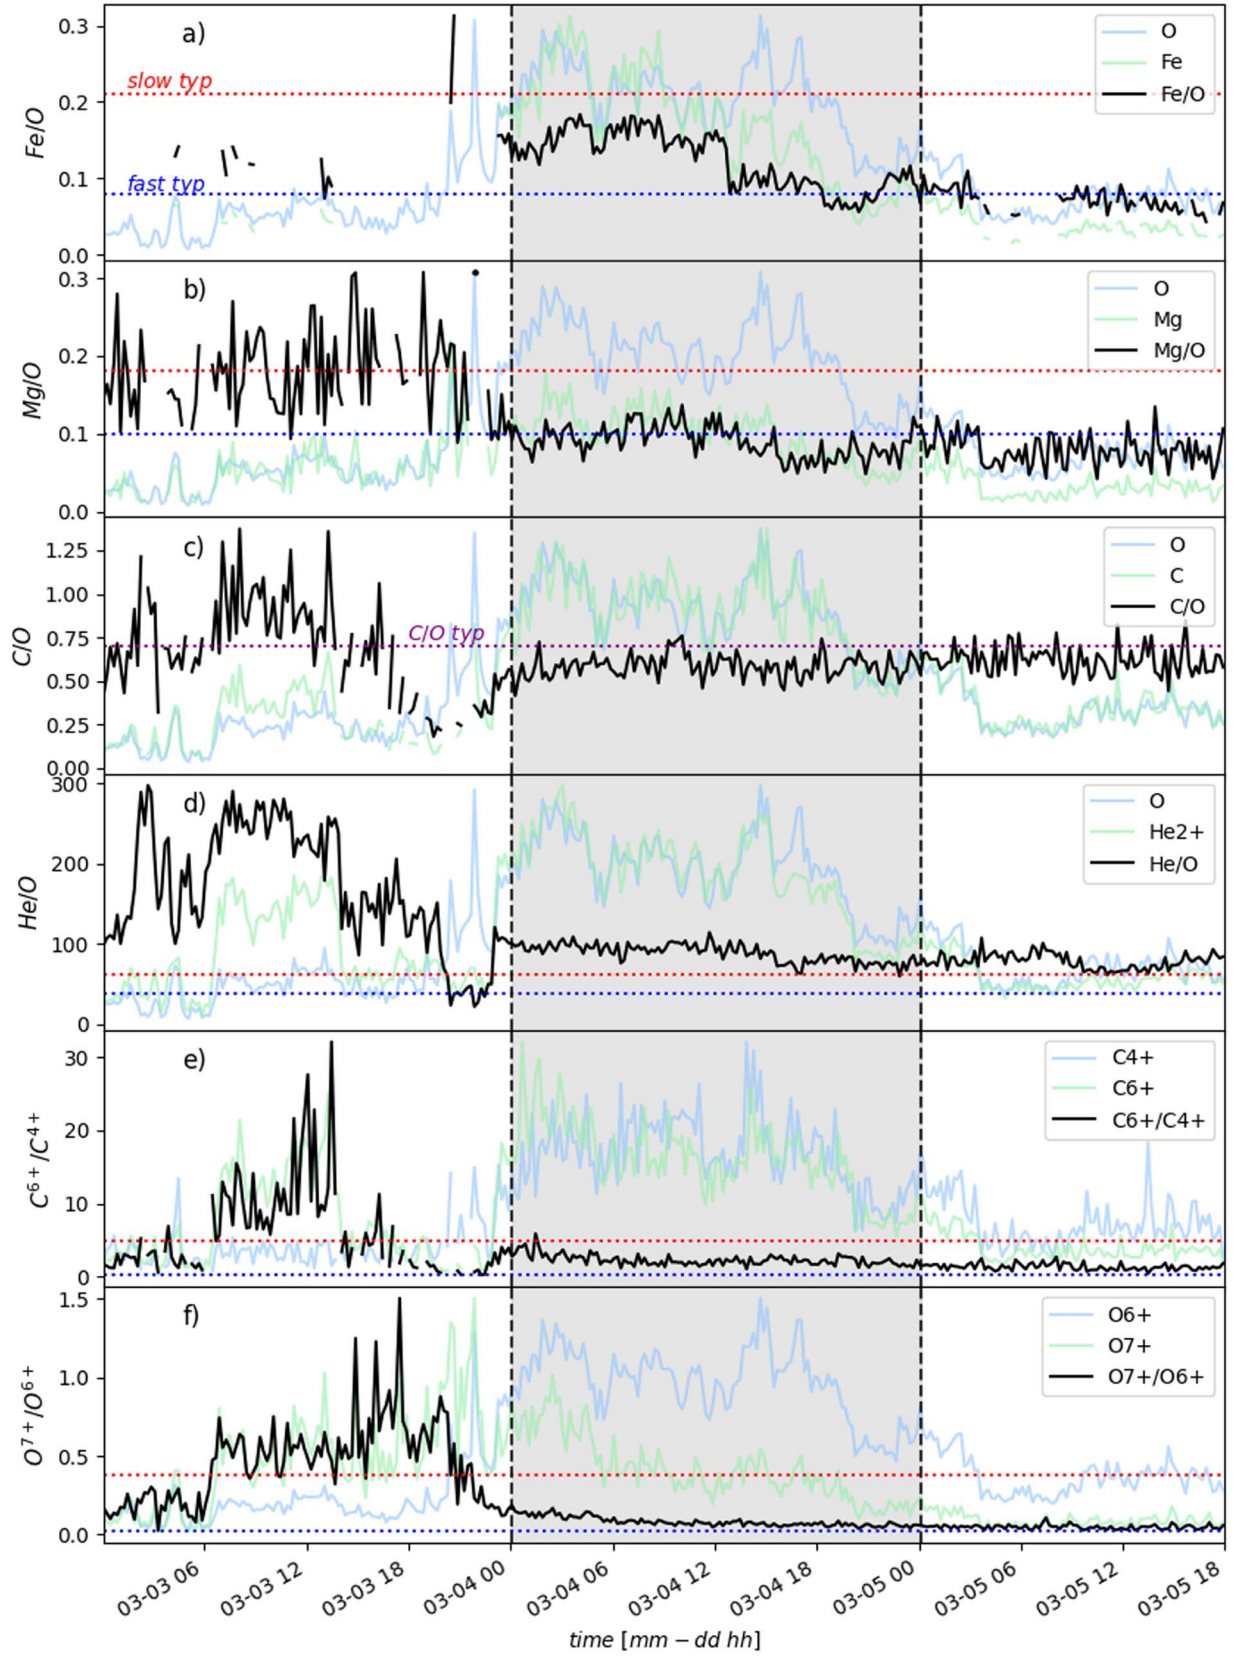 a)
slow typ
fast typ
O
Fe
Fe/O
Fe/O
0.3
0.2
0.1
0.0
b)
O
Mg
Mg/O
Mg/O
0.3
0.2
0.1
0.0
c)
C/O typ
O
C
C/O
C/O
1.25
1.00
0.75
0.50
0.25
0.00
d)
O
He2+
He/O
He/O
300
200
100
0
e)
C4+
C6+
C6+/C4+
C⁶⁺/C⁴⁺
30
20
10
0
f)
O6+
O7+
O7+/O6+
O⁷⁺/O⁶⁺
1.5
1.0
0.5
0.0
03-03 06
03-03 12
03-03 18
03-04 00
03-04 06
03-04 12
03-04 18
03-05 00
03-05 06
03-05 12
03-05 18
time [mm − dd hh]